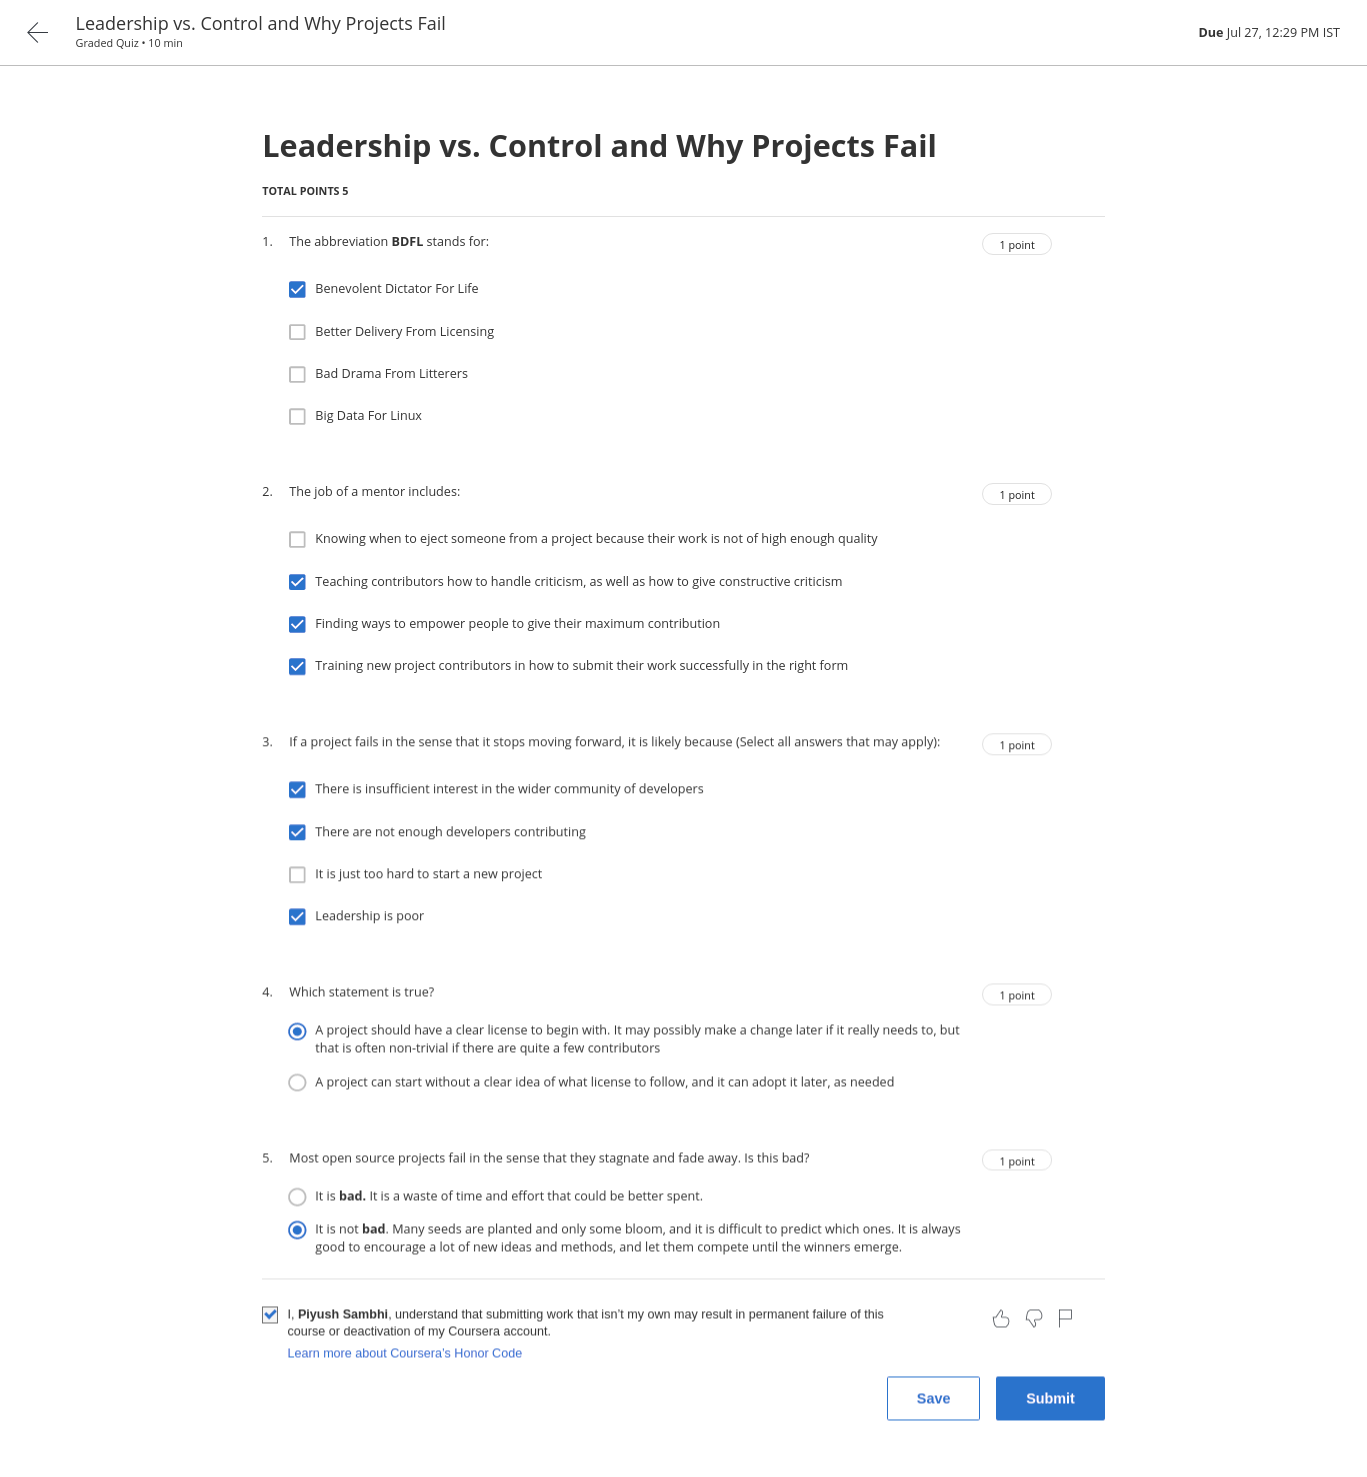 Leadership vs. Control and Why Projects Fail
Graded Quiz • 10 min
Due Jul 27, 12:29 PM IST
Leadership vs. Control and Why Projects Fail
TOTAL POINTS 5
1. The abbreviation BDFL stands for:
1 point
Benevolent Dictator For Life
Better Delivery From Licensing
Bad Drama From Litterers
Big Data For Linux
2. The job of a mentor includes:
1 point
Knowing when to eject someone from a project because their work is not of high enough quality
Teaching contributors how to handle criticism, as well as how to give constructive criticism
Finding ways to empower people to give their maximum contribution
Training new project contributors in how to submit their work successfully in the right form
3. If a project fails in the sense that it stops moving forward, it is likely because (Select all answers that may apply):
1 point
There is insufficient interest in the wider community of developers
There are not enough developers contributing
It is just too hard to start a new project
Leadership is poor
4. Which statement is true?
1 point
A project should have a clear license to begin with. It may possibly make a change later if it really needs to, but
that is often non-trivial if there are quite a few contributors
A project can start without a clear idea of what license to follow, and it can adopt it later, as needed
5. Most open source projects fail in the sense that they stagnate and fade away. Is this bad?
1 point
It is bad. It is a waste of time and effort that could be better spent.
It is not bad. Many seeds are planted and only some bloom, and it is difficult to predict which ones. It is always
good to encourage a lot of new ideas and methods, and let them compete until the winners emerge.
I, Piyush Sambhi, understand that submitting work that isn't my own may result in permanent failure of this
course or deactivation of my Coursera account.
Learn more about Coursera's Honor Code
Save
Submit